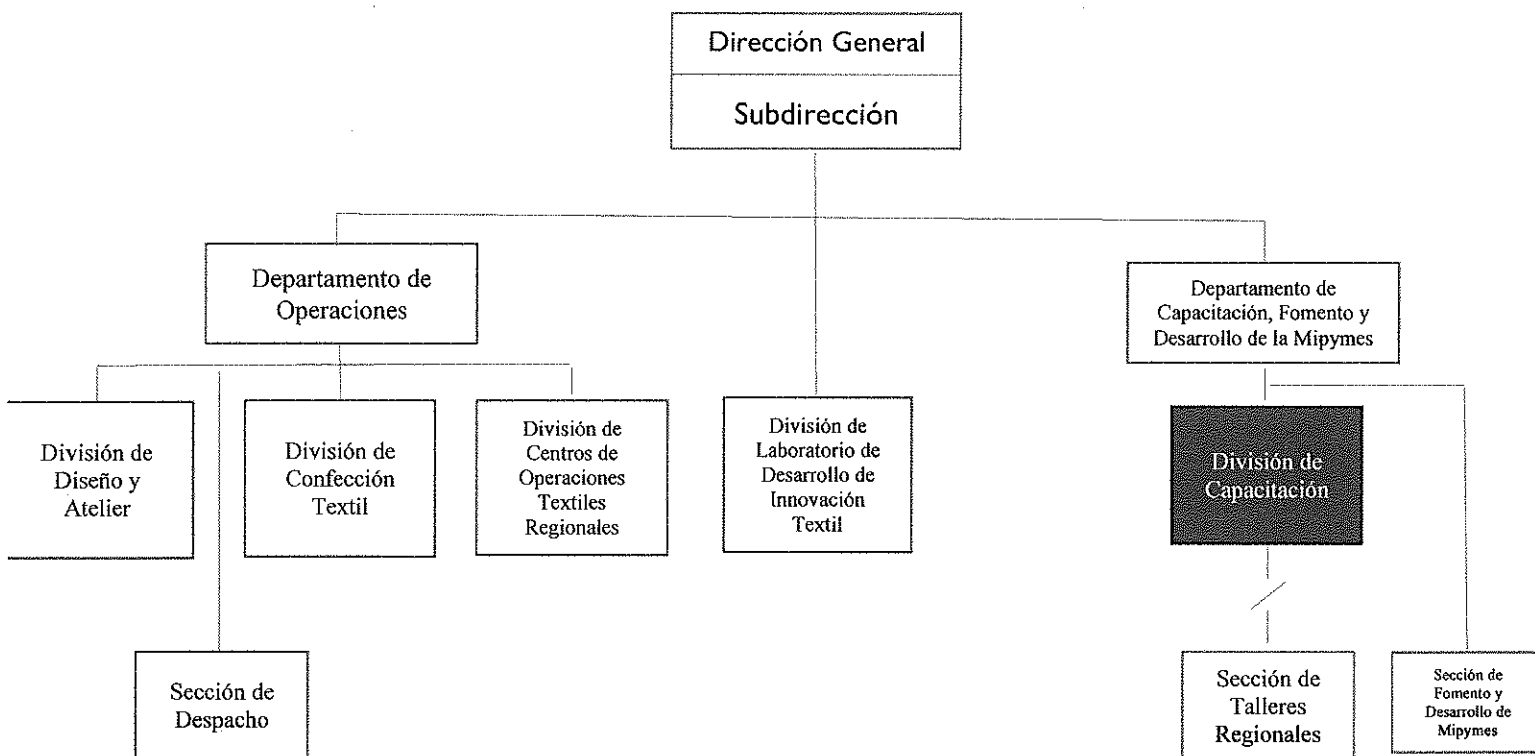 Dirección General
Subdirección
Departamento de
Operaciones
Departamento de
Capacitación, Fomento y
Desarrollo de la Mipymes
División de
Diseño y
Atelier
División de
Confección
Textil
División de
Centros de
Operaciones
Textiles
Regionales
División de
Laboratorio de
Desarrollo de
Innovación
Textil
División de
Capacitación
Sección de
Despacho
Sección de
Talleres
Regionales
Sección de
Fomento y
Desarrollo de
Mipymes